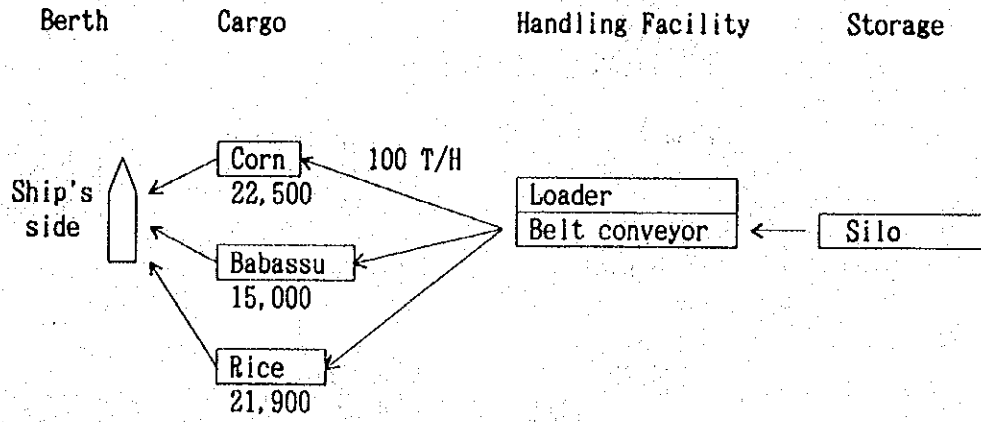 Berth Cargo Handling Facility Storage
Corn 100 T/H
22,500
Ship's
side
Loader
Belt conveyor
Silo
Babassu
15,000
Rice
21,900